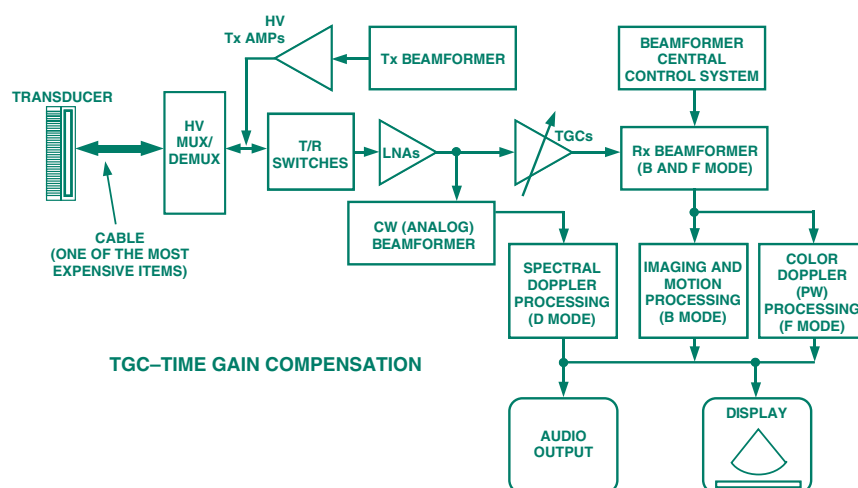 HV
Tx AMPs
Tx BEAMFORMER
BEAMFORMER
CENTRAL
CONTROL SYSTEM
TRANSDUCER
HV
MUX/
DEMUX
T/R
SWITCHES
LNAs
TGCs
Rx BEAMFORMER
(B AND F MODE)
CABLE
(ONE OF THE MOST
EXPENSIVE ITEMS)
CW (ANALOG)
BEAMFORMER
SPECTRAL
DOPPLER
PROCESSING
(D MODE)
IMAGING AND
MOTION
PROCESSING
(B MODE)
COLOR
DOPPLER
(PW)
PROCESSING
(F MODE)
TGC–TIME GAIN COMPENSATION
AUDIO
OUTPUT
DISPLAY